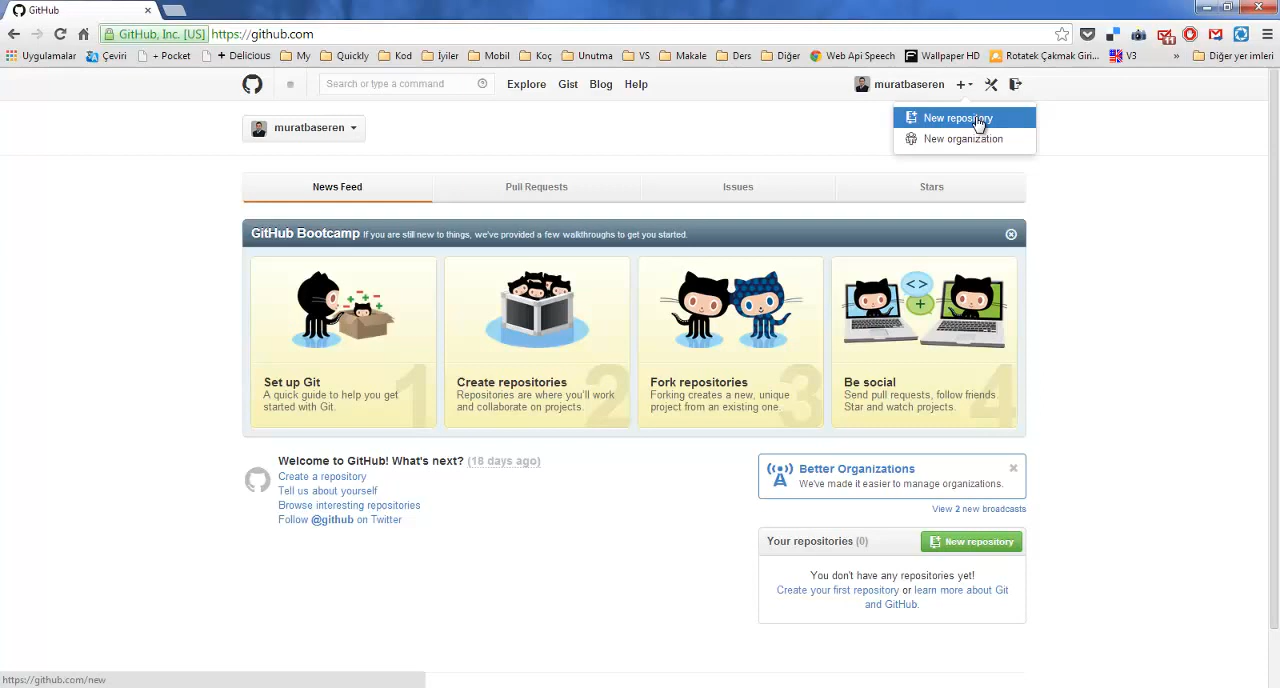 GitHub
GitHub, Inc. [US] https://github.com
Uygulamalar Çeviri + Pocket + Delicious My Quickly Unutma VS Makale Ders Diğer Web Api Speech Wallpaper HD Rotatek Çakmak Giri... V3 » Diğer yer imleri
Search or type a command Explore Gist Blog Help muratbaseren
New repository
New organization
muratbaseren
News Feed Pull Requests Issues Stars
GitHub Bootcamp If you are still new to things, we've provided a few walkthroughs to get you started.
Set up Git
A quick guide to help you get
started with Git.
1
Create repositories
Repositories are where you'll work
and collaborate on projects.
2
Fork repositories
Forking creates a new, unique
project from an existing one.
3
Be social
Send pull requests, follow friends.
Star and watch projects.
4
Welcome to GitHub! What's next? (18 days ago)
Create a repository
Tell us about yourself
Browse interesting repositories
Follow @github on Twitter
Better Organizations
We've made it easier to manage organizations.
View 2 new broadcasts
Your repositories (0) New repository
You don't have any repositories yet!
Create your first repository or learn more about Git
and GitHub.
https://github.com/new